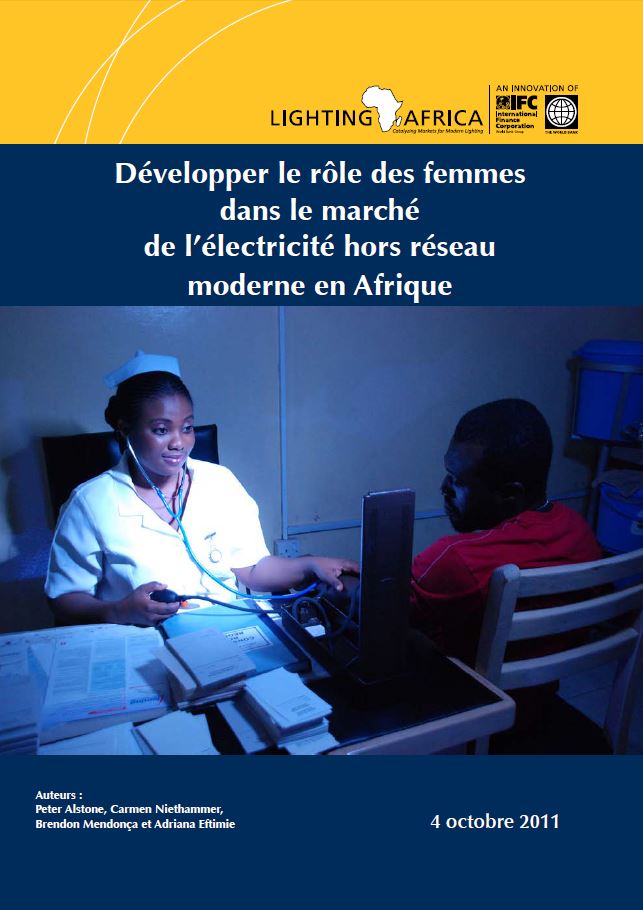 AN INNOVATION OF
LIGHTING AFRICA
Catalyzing Markets for Modern Lighting
IFC
International
Finance
Corporation
World Bank Group
THE WORLD BANK
Développer le rôle des femmes
dans le marché
de l'électricité hors réseau
moderne en Afrique
Auteurs :
Peter Alstone, Carmen Niethammer,
Brendon Mendonça et Adriana Eftimie
4 octobre 2011